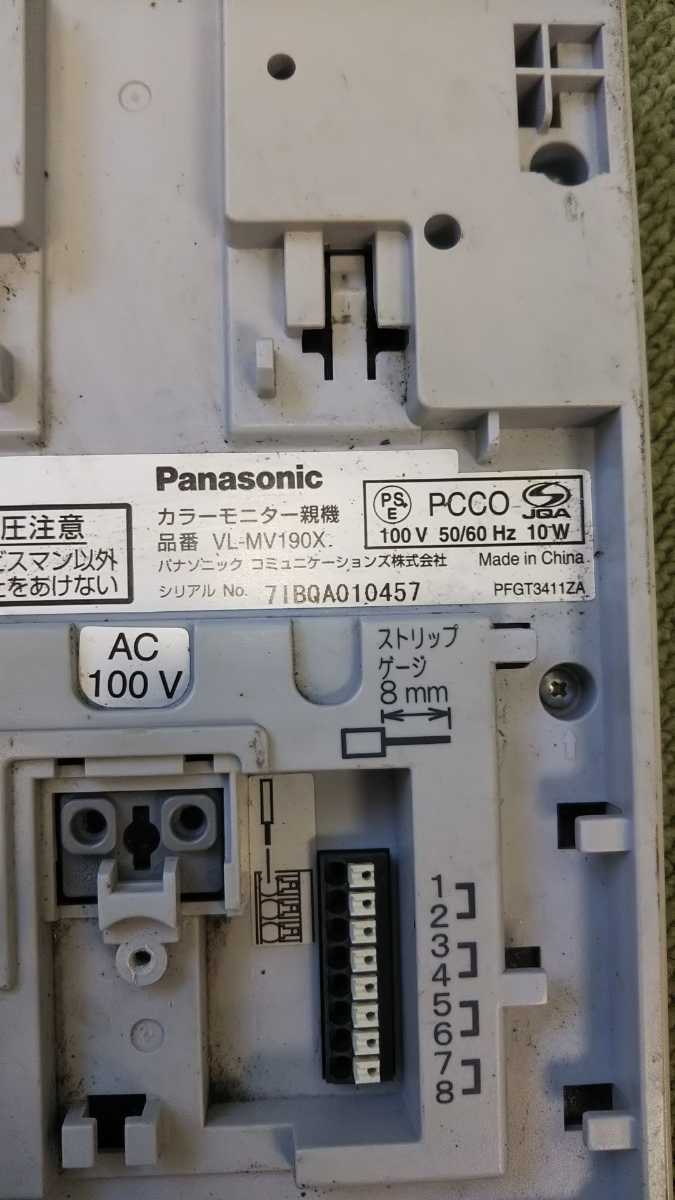 Panasonic
カラーモニター親機
品番 VL-MV190X
パナソニック コミュニケーションズ株式会社
シリアル No. 7IBQA010457
PS
E
PCCO
JQA
100 V 50/60 Hz 10 W
Made in China
PFGT3411ZA
圧注意
ビスマン以外
をあけない
AC
100 V
ストリップ
ゲージ
8 mm
1
2
3
4
5
6
7
8